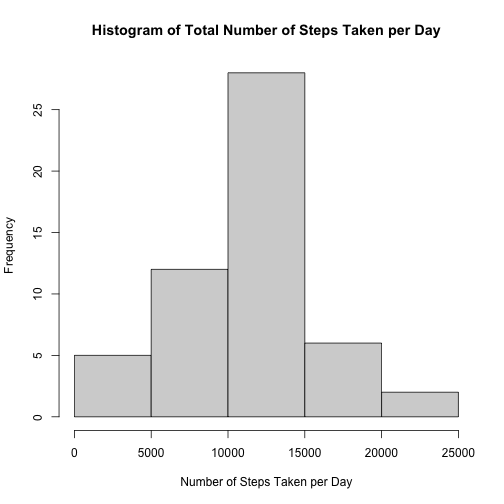 Histogram of Total Number of Steps Taken per Day
Frequency
25
20
15
10
5
0
0 5000 10000 15000 20000 25000
Number of Steps Taken per Day